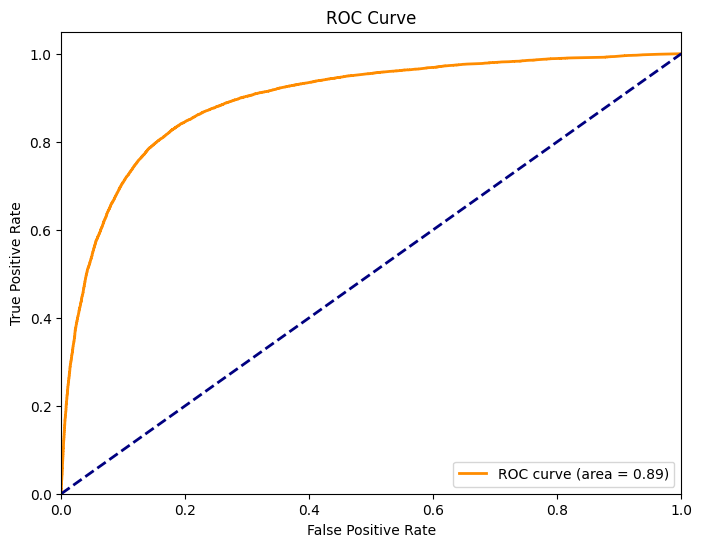 ROC Curve
1.0
0.8
0.6
0.4
0.2
0.0
True Positive Rate
ROC curve (area = 0.89)
0.0 0.2 0.4 0.6 0.8 1.0
False Positive Rate